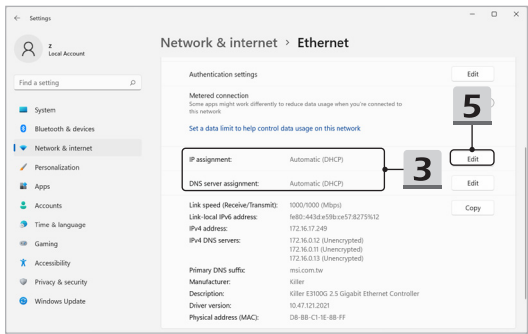 Settings
z
Local Account
Find a setting
System
Bluetooth & devices
Network & internet
Personalization
Apps
Accounts
Time & language
Gaming
Accessibility
Privacy & security
Windows Update
Network & internet > Ethernet
Authentication settings
Edit
Metered connection
Some apps might work differently to reduce data usage when you're connected to
this network
5
Set a data limit to help control data usage on this network
IP assignment: Automatic (DHCP)
Edit
3
DNS server assignment: Automatic (DHCP)
Edit
Link speed (Receive/Transmit): 1000/1000 (Mbps)
Copy
Link-local IPv6 address: fe80::443d:e59b:ce57:8275%12
IPv4 address: 172.16.17.249
IPv4 DNS servers: 172.16.0.12 (Unencrypted)
172.16.0.11 (Unencrypted)
172.16.0.13 (Unencrypted)
Primary DNS suffix: msi.com.tw
Manufacturer: Killer
Description: Killer E3100G 2.5 Gigabit Ethernet Controller
Driver version: 10.47.121.2021
Physical address (MAC): D8-BB-C1-1E-8B-FF